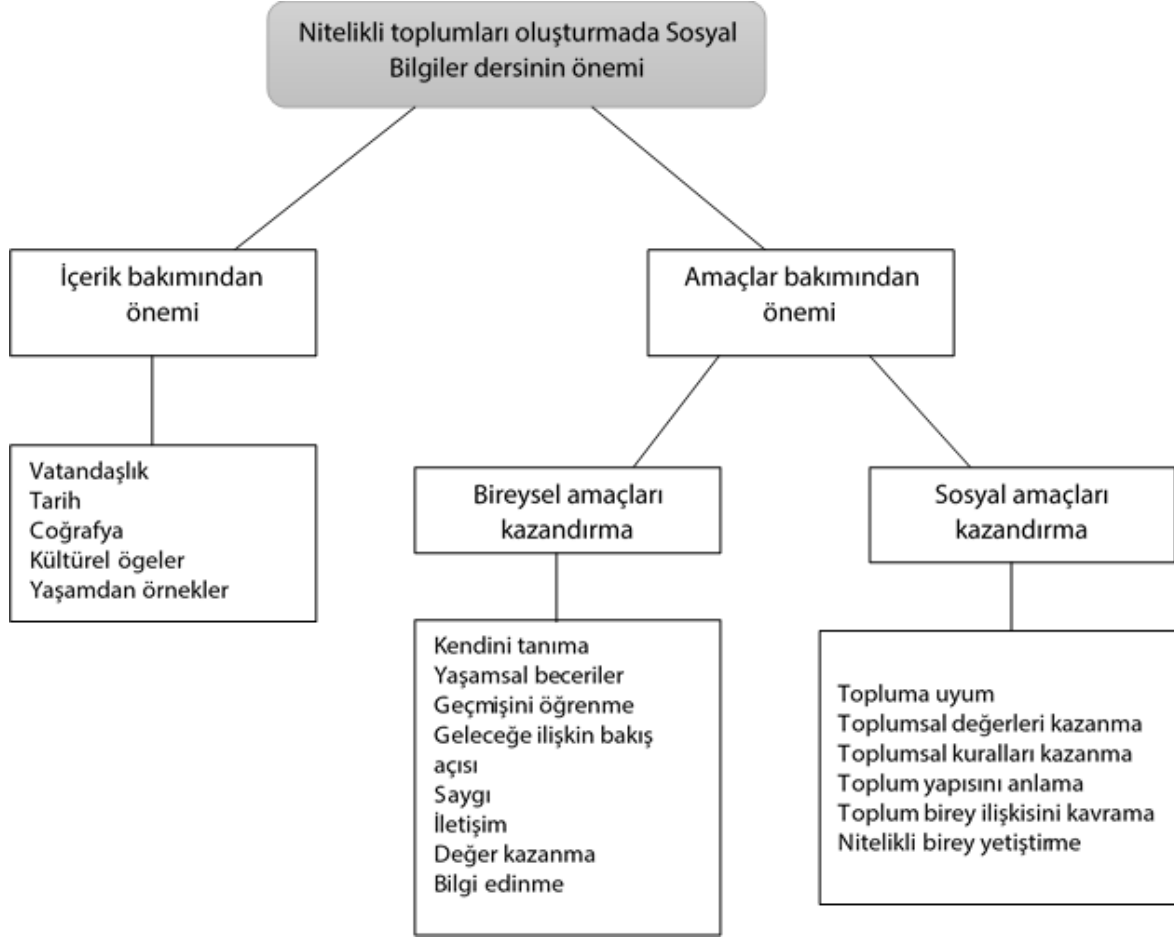 Nitelikli toplumları oluşturmada Sosyal
Bilgiler dersinin önemi
İçerik bakımından
önemi
Amaçlar bakımından
önemi
Vatandaşlık
Tarih
Coğrafya
Kültürel ögeler
Yaşamdan örnekler
Bireysel amaçları
kazandırma
Sosyal amaçları
kazandırma
Kendini tanıma
Yaşamsal beceriler
Geçmişini öğrenme
Geleceğe ilişkin bakış
açısı
Saygı
İletişim
Değer kazanma
Bilgi edinme
Topluma uyum
Toplumsal değerleri kazanma
Toplumsal kuralları kazanma
Toplum yapısını anlama
Toplum birey ilişkisini kavrama
Nitelikli birey yetiştirme